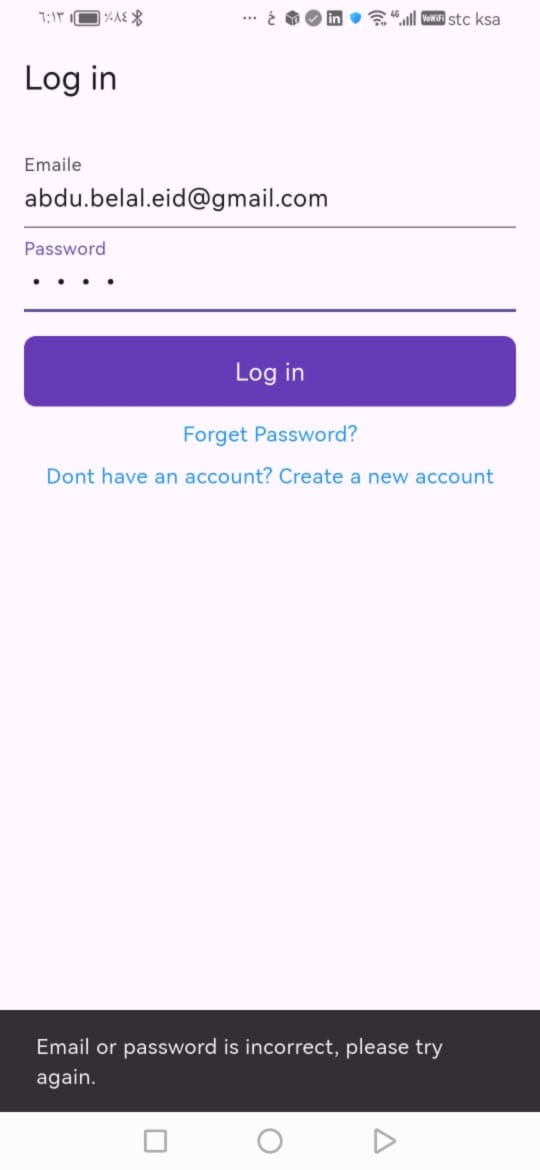 ٦:١٣ ٪٨٤ ... خ in 4G VoWiFi stc ksa
Log in
Emaile
abdu.belal.eid@gmail.com
Password
• • • •
Log in
Forget Password?
Dont have an account? Create a new account
Email or password is incorrect, please try
again.